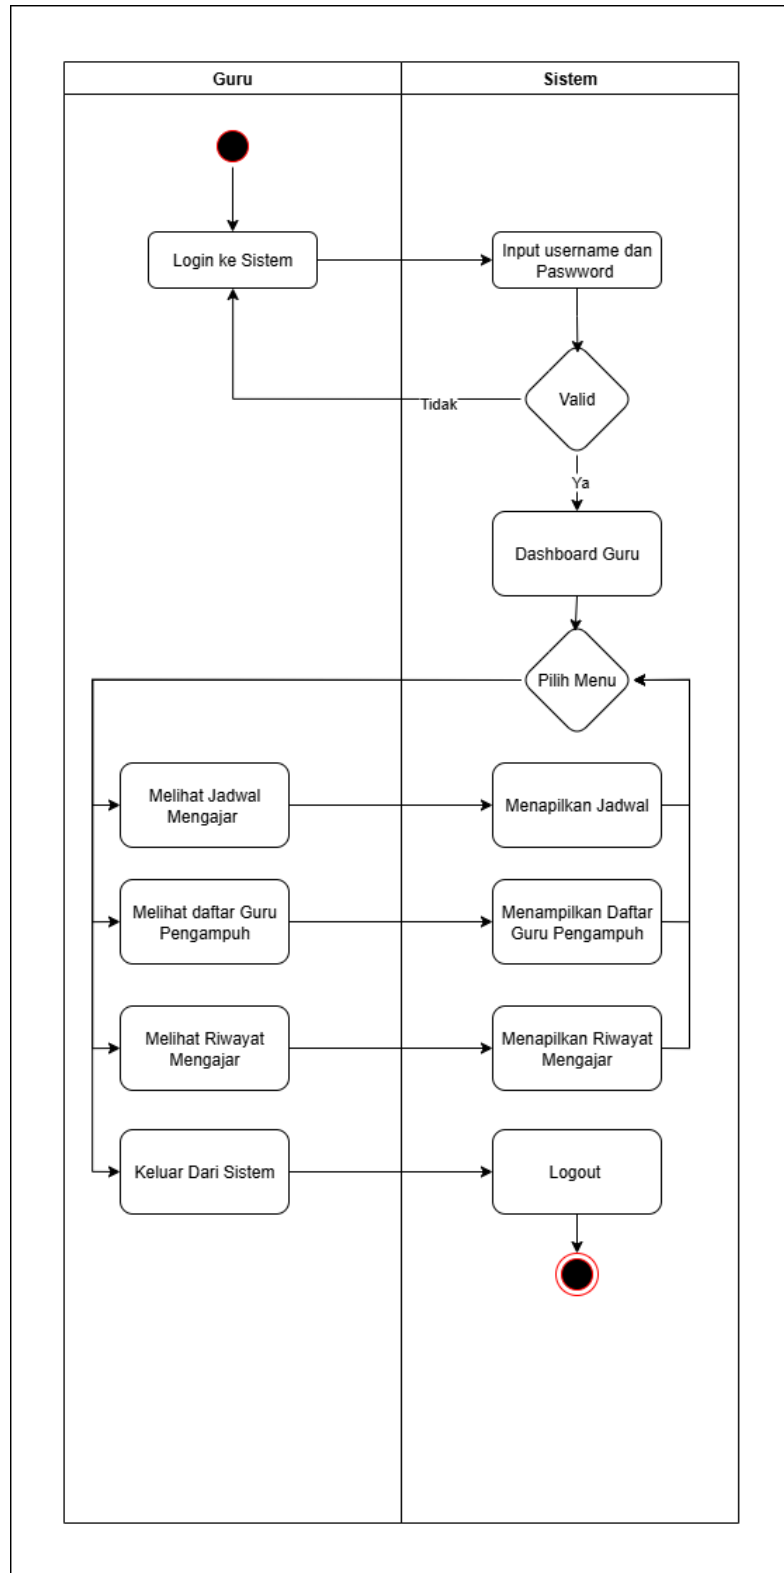 Guru
Sistem
Login ke Sistem
Input username dan
Paswword
Valid
Tidak
Ya
Dashboard Guru
Pilih Menu
Melihat Jadwal
Mengajar
Menapilkan Jadwal
Melihat daftar Guru
Pengampuh
Menampilkan Daftar
Guru Pengampuh
Melihat Riwayat
Mengajar
Menapilkan Riwayat
Mengajar
Keluar Dari Sistem
Logout